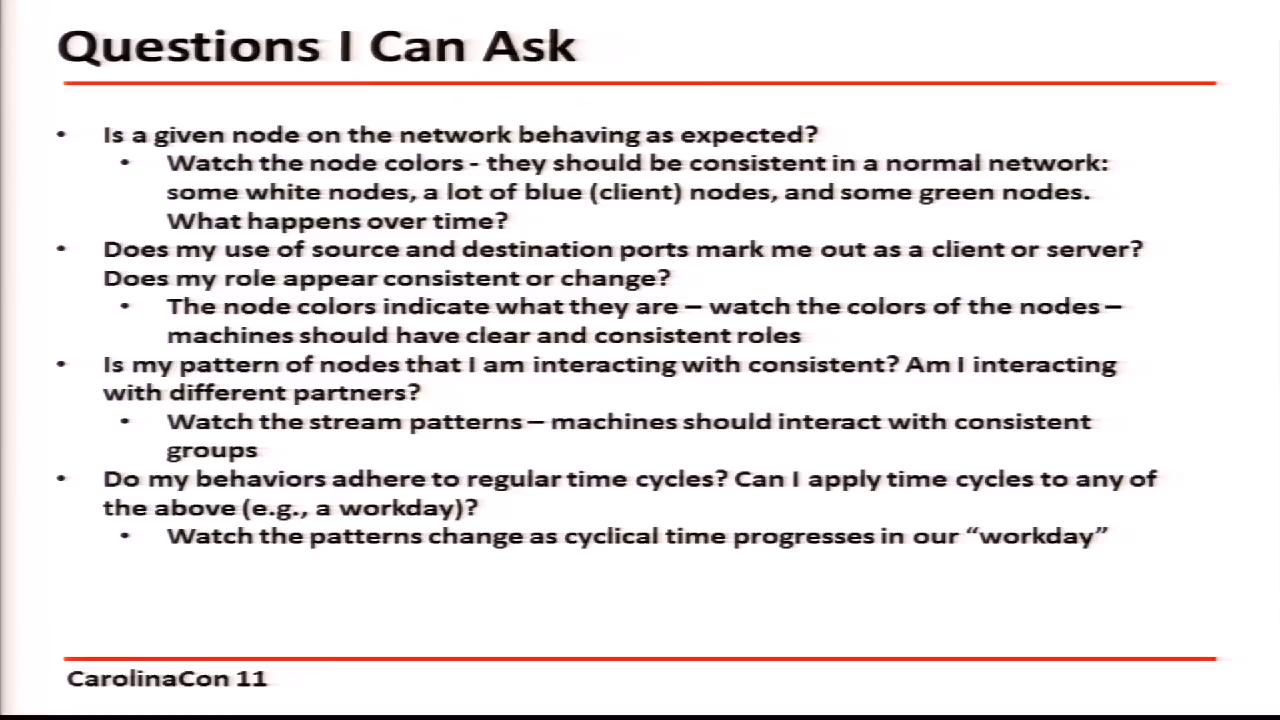 Questions I Can Ask
• Is a given node on the network behaving as expected?
• Watch the node colors - they should be consistent in a normal network:
some white nodes, a lot of blue (client) nodes, and some green nodes.
What happens over time?
• Does my use of source and destination ports mark me out as a client or server?
Does my role appear consistent or change?
• The node colors indicate what they are – watch the colors of the nodes –
machines should have clear and consistent roles
• Is my pattern of nodes that I am interacting with consistent? Am I interacting
with different partners?
• Watch the stream patterns – machines should interact with consistent
groups
• Do my behaviors adhere to regular time cycles? Can I apply time cycles to any of
the above (e.g., a workday)?
• Watch the patterns change as cyclical time progresses in our “workday”
CarolinaCon 11